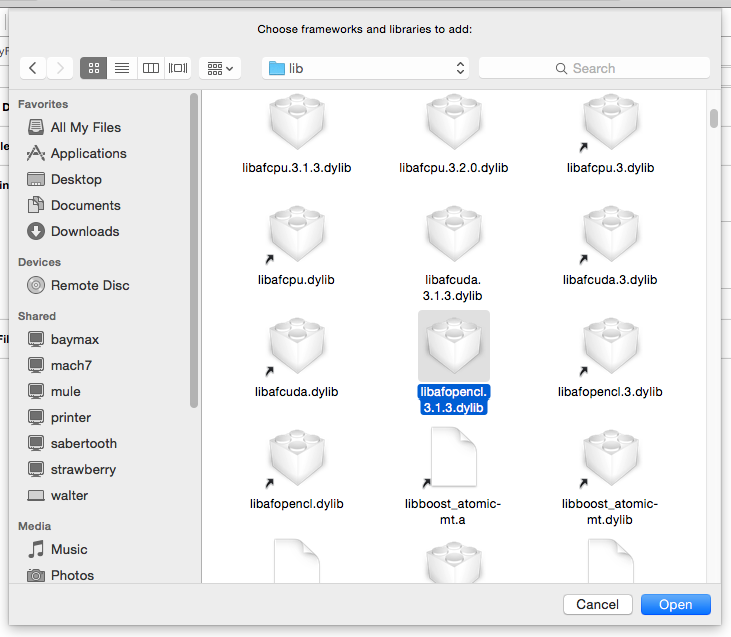 Choose frameworks and libraries to add:
lib
Search
Favorites
All My Files
Applications
Desktop
Documents
Downloads
Devices
Remote Disc
Shared
baymax
mach7
mule
printer
sabertooth
strawberry
walter
Media
Music
Photos
libafcpu.3.1.3.dylib
libafcpu.3.2.0.dylib
libafcpu.3.dylib
libafcpu.dylib
libafcuda.
3.1.3.dylib
libafcuda.3.dylib
libafcuda.dylib
libafopencl.
3.1.3.dylib
libafopencl.3.dylib
libafopencl.dylib
libboost_atomic-
mt.a
libboost_atomic-
mt.dylib
Cancel
Open